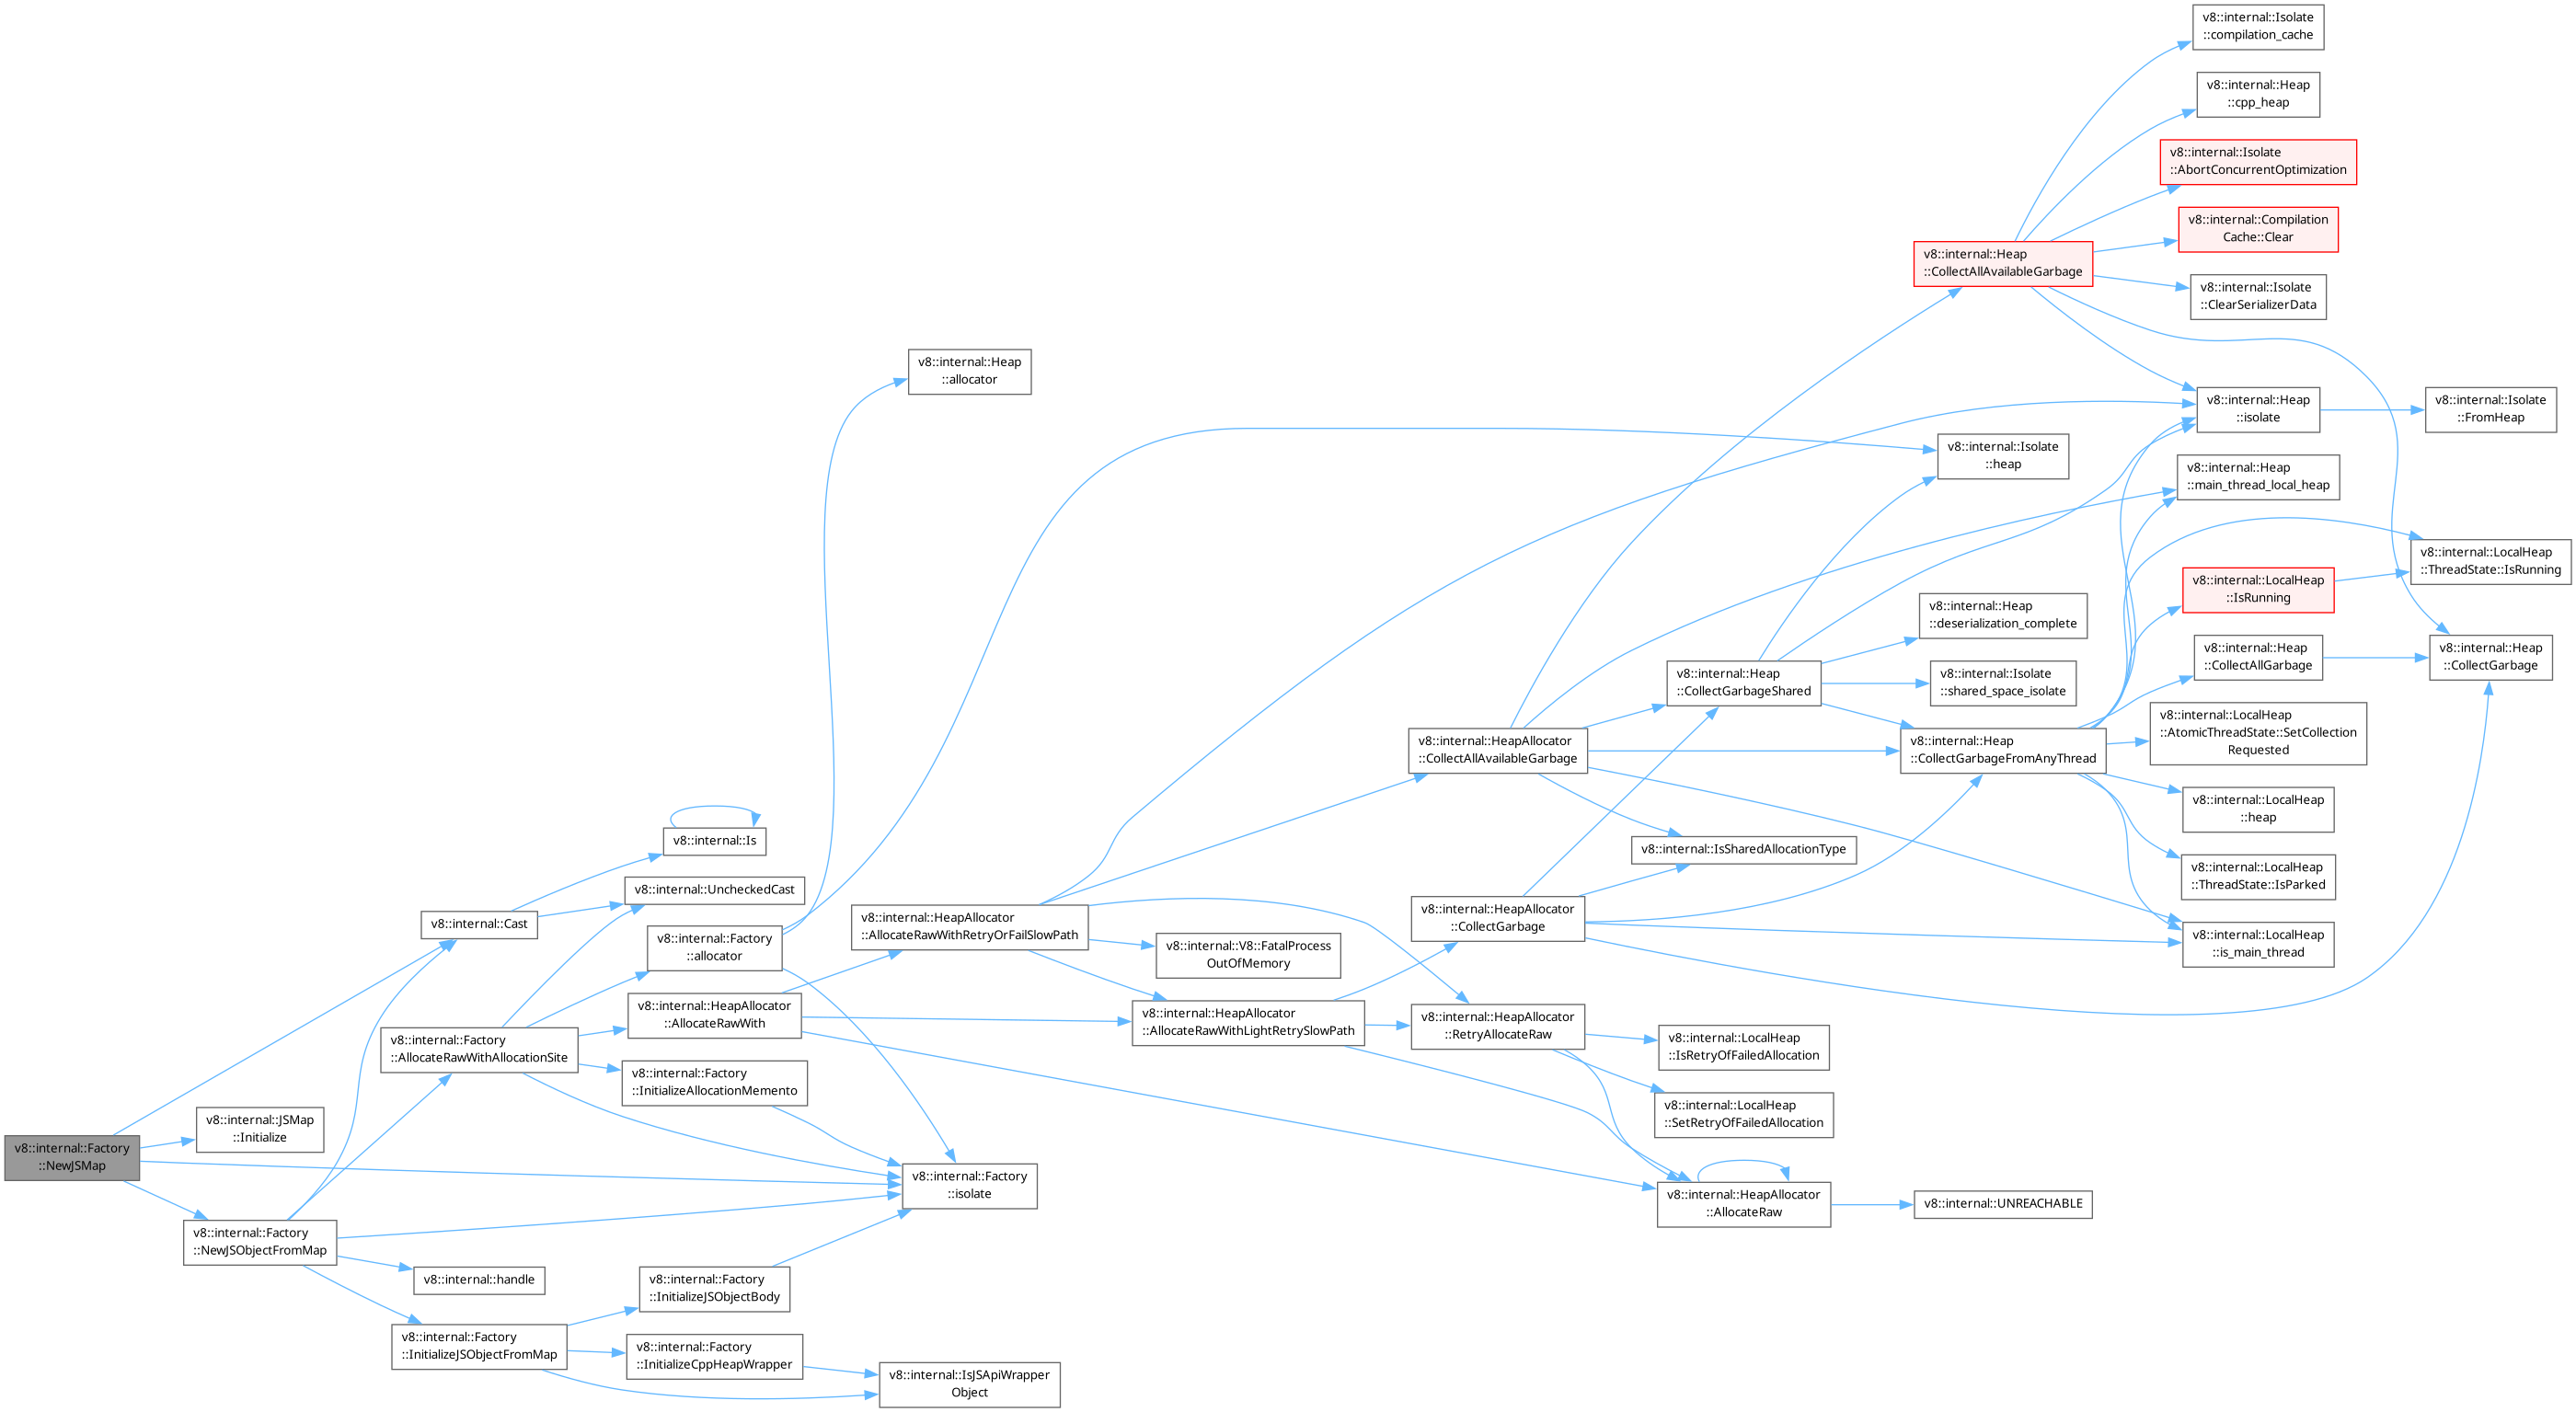 v8::internal::Isolate
::compilation_cache
v8::internal::Heap
::cpp_heap
v8::internal::Isolate
::AbortConcurrentOptimization
v8::internal::Compilation
Cache::Clear
v8::internal::Heap
::CollectAllAvailableGarbage
v8::internal::Isolate
::ClearSerializerData
v8::internal::Heap
::allocator
v8::internal::Heap
::isolate
v8::internal::Isolate
::FromHeap
v8::internal::Isolate
::heap
v8::internal::Heap
::main_thread_local_heap
v8::internal::LocalHeap
::ThreadState::IsRunning
v8::internal::LocalHeap
::IsRunning
v8::internal::Heap
::deserialization_complete
v8::internal::Heap
::CollectAllGarbage
v8::internal::Heap
::CollectGarbage
v8::internal::Heap
::CollectGarbageShared
v8::internal::Isolate
::shared_space_isolate
v8::internal::LocalHeap
::AtomicThreadState::SetCollection
Requested
v8::internal::HeapAllocator
::CollectAllAvailableGarbage
v8::internal::Heap
::CollectGarbageFromAnyThread
v8::internal::LocalHeap
::heap
v8::internal::Is
v8::internal::IsSharedAllocationType
v8::internal::LocalHeap
::ThreadState::IsParked
v8::internal::UncheckedCast
v8::internal::Cast
v8::internal::HeapAllocator
::AllocateRawWithRetryOrFailSlowPath
v8::internal::HeapAllocator
::CollectGarbage
v8::internal::LocalHeap
::is_main_thread
v8::internal::Factory
::allocator
v8::internal::V8::FatalProcess
OutOfMemory
v8::internal::HeapAllocator
::AllocateRawWith
v8::internal::HeapAllocator
::AllocateRawWithLightRetrySlowPath
v8::internal::HeapAllocator
::RetryAllocateRaw
v8::internal::Factory
::AllocateRawWithAllocationSite
v8::internal::LocalHeap
::IsRetryOfFailedAllocation
v8::internal::Factory
::InitializeAllocationMemento
v8::internal::LocalHeap
::SetRetryOfFailedAllocation
v8::internal::JSMap
::Initialize
v8::internal::Factory
::NewJSMap
v8::internal::Factory
::isolate
v8::internal::HeapAllocator
::AllocateRaw
v8::internal::UNREACHABLE
v8::internal::Factory
::NewJSObjectFromMap
v8::internal::handle
v8::internal::Factory
::InitializeJSObjectBody
v8::internal::Factory
::InitializeJSObjectFromMap
v8::internal::Factory
::InitializeCppHeapWrapper
v8::internal::IsJSApiWrapper
Object